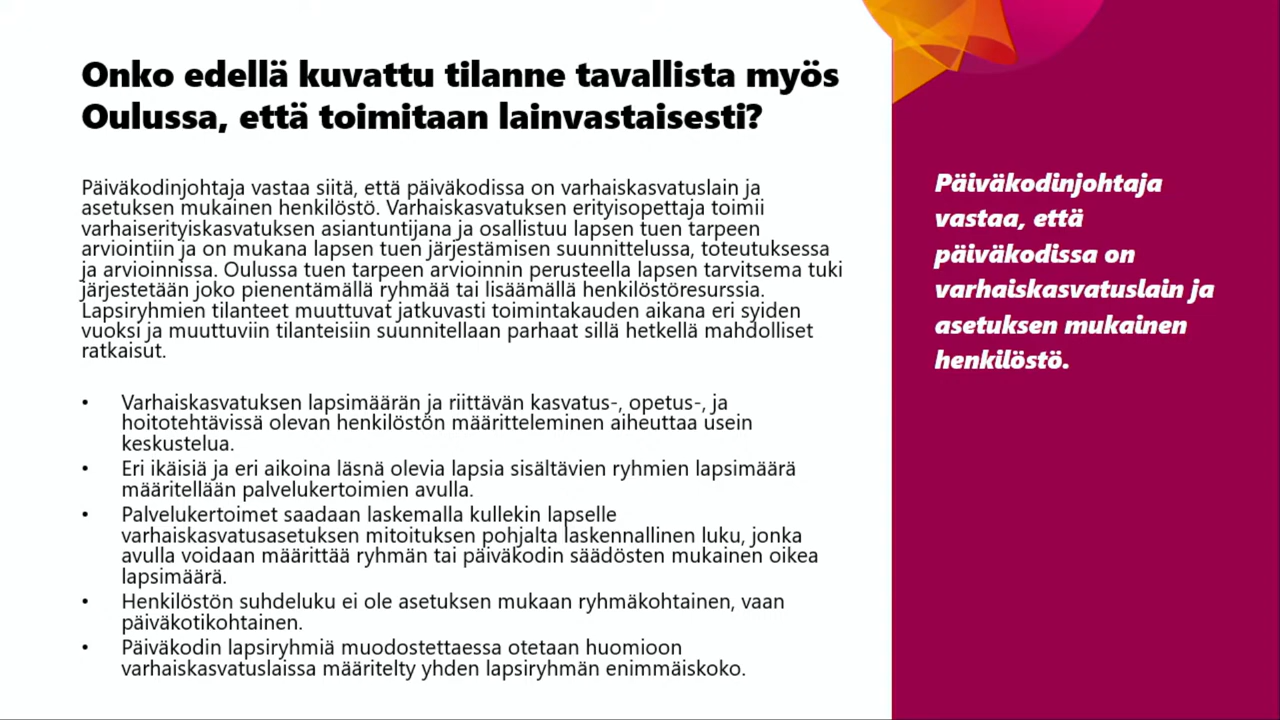 Onko edellä kuvattu tilanne tavallista myös
Oulussa, että toimitaan lainvastaisesti?
Päiväkodinjohtaja vastaa siitä, että päiväkodissa on varhaiskasvatuslain ja
asetuksen mukainen henkilöstö. Varhaiskasvatuksen erityisopettaja toimii
varhaiserityiskasvatuksen asiantuntijana ja osallistuu lapsen tuen tarpeen
arviointiin ja on mukana lapsen tuen järjestämisen suunnittelussa, toteutuksessa
ja arvioinnissa. Oulussa tuen tarpeen arvioinnin perusteella lapsen tarvitsema tuki
järjestetään joko pienentämällä ryhmää tai lisäämällä henkilöstöresurssia.
Lapsiryhmien tilanteet muuttuvat jatkuvasti toimintakauden aikana eri syiden
vuoksi ja muuttuviin tilanteisiin suunnitellaan parhaat sillä hetkellä mahdolliset
ratkaisut.
• Varhaiskasvatuksen lapsimäärän ja riittävän kasvatus-, opetus-, ja
hoitotehtävissä olevan henkilöstön määritteleminen aiheuttaa usein
keskustelua.
• Eri ikäisiä ja eri aikoina läsnä olevia lapsia sisältävien ryhmien lapsimäärä
määritellään palvelukertoimien avulla.
• Palvelukertoimet saadaan laskemalla kullekin lapselle
varhaiskasvatusasetuksen mitoituksen pohjalta laskennallinen luku, jonka
avulla voidaan määrittää ryhmän tai päiväkodin säädösten mukainen oikea
lapsimäärä.
• Henkilöstön suhdeluku ei ole asetuksen mukaan ryhmäkohtainen, vaan
päiväkotikohtainen.
• Päiväkodin lapsiryhmiä muodostettaessa otetaan huomioon
varhaiskasvatuslaissa määritelty yhden lapsiryhmän enimmäiskoko.
Päiväkodinjohtaja
vastaa, että
päiväkodissa on
varhaiskasvatuslain ja
asetuksen mukainen
henkilöstö.